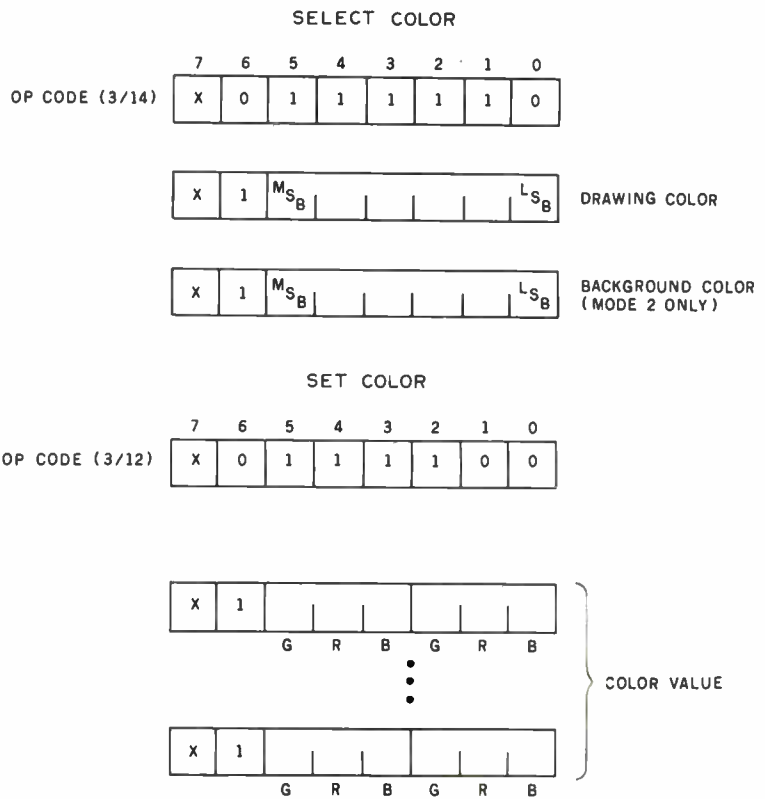 SELECT COLOR
7 6 5 4 3 2 1 0
OP CODE (3/14) X 0 1 1 1 1 1 0
X 1 MSB LSB DRAWING COLOR
X 1 MSB LSB BACKGROUND COLOR
(MODE 2 ONLY)
SET COLOR
7 6 5 4 3 2 1 0
OP CODE (3/12) X 0 1 1 1 1 0 0
X 1
G R B G R B
COLOR VALUE
X 1
G R B G R B